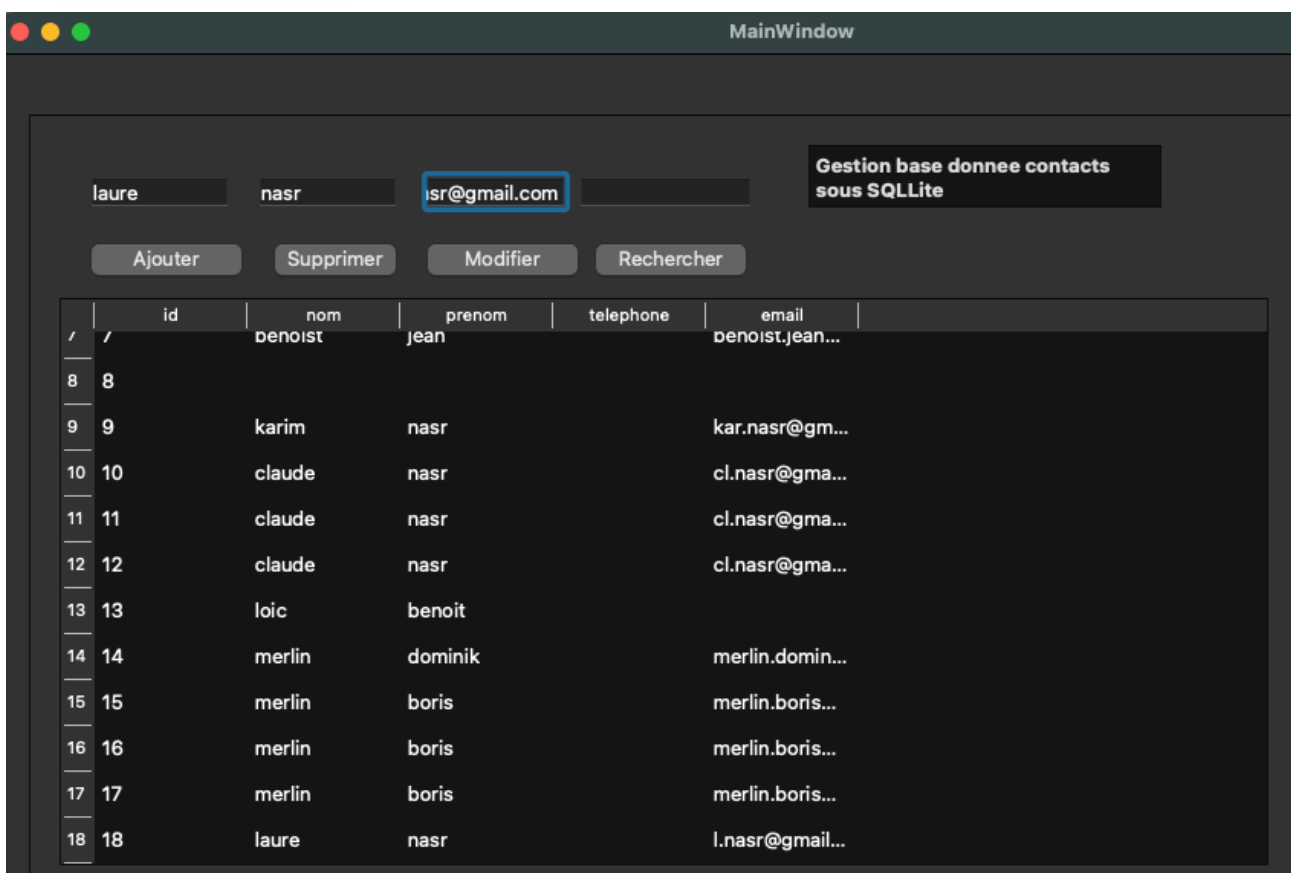 MainWindow
Gestion base donnee contacts
sous SQLLite
laure nasr sr@gmail.com
Ajouter Supprimer Modifier Rechercher
id nom prenom telephone email
7 7 benoist jean benoist.jean...
8 8
9 9 karim nasr kar.nasr@gm...
10 10 claude nasr cl.nasr@gma...
11 11 claude nasr cl.nasr@gma...
12 12 claude nasr cl.nasr@gma...
13 13 loic benoit
14 14 merlin dominik merlin.domin...
15 15 merlin boris merlin.boris...
16 16 merlin boris merlin.boris...
17 17 merlin boris merlin.boris...
18 18 laure nasr l.nasr@gmail...